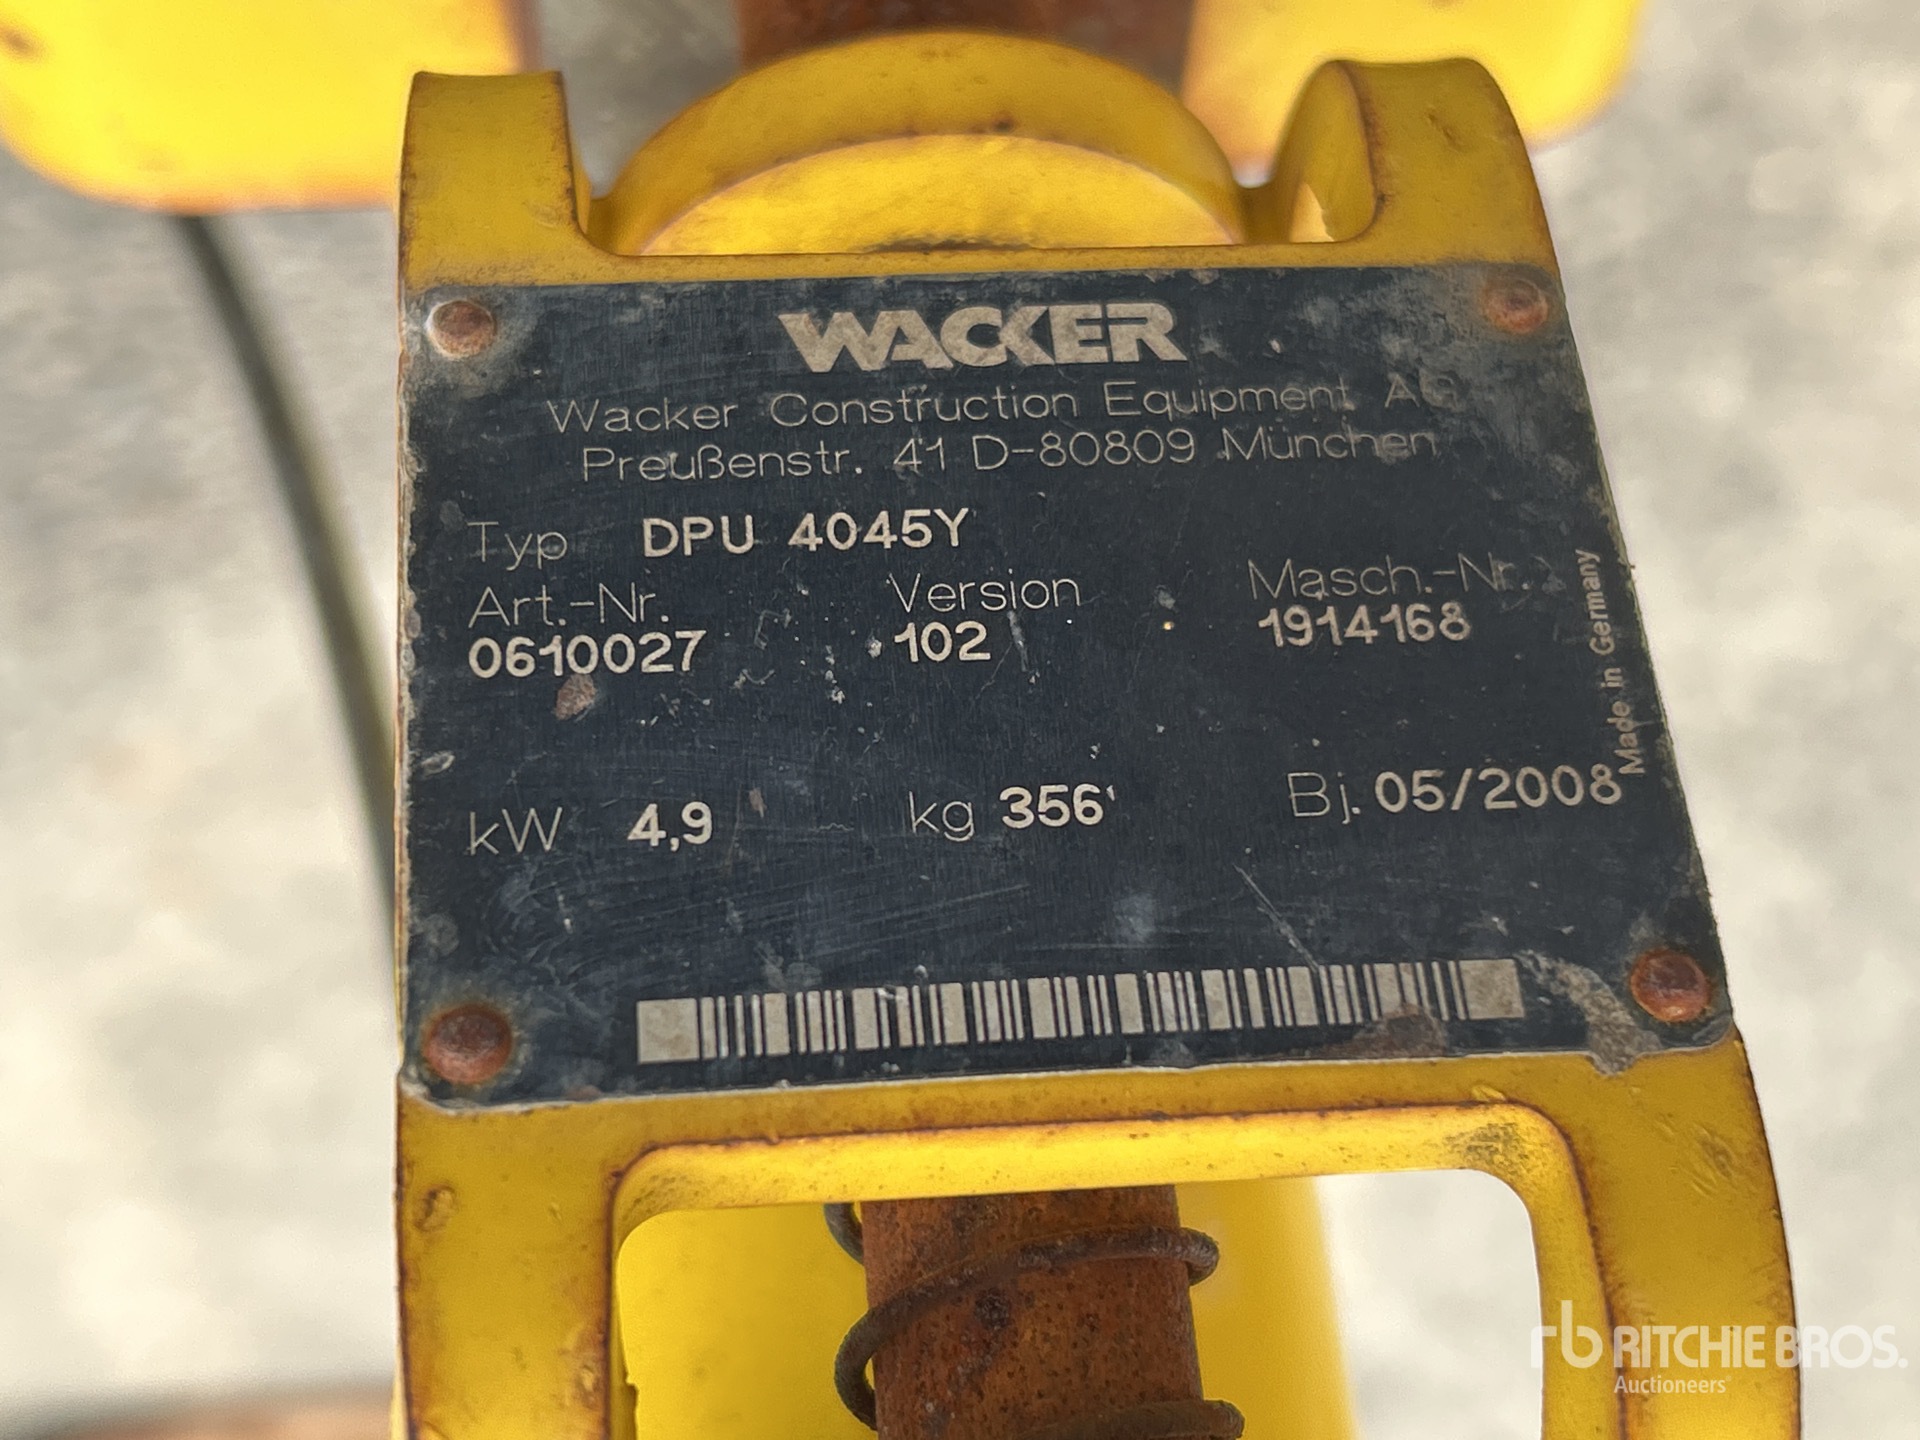 WACKER
Wacker Construction Equipment AG
Preußenstr. 41 D-80809 München
Typ DPU 4045Y
Art.-Nr. Version Masch.-Nr.
0610027 102 1914168
kW 4,9 kg 356 Bj. 05/2008
Made in Germany
rb RITCHIE BROS.
Auctioneers